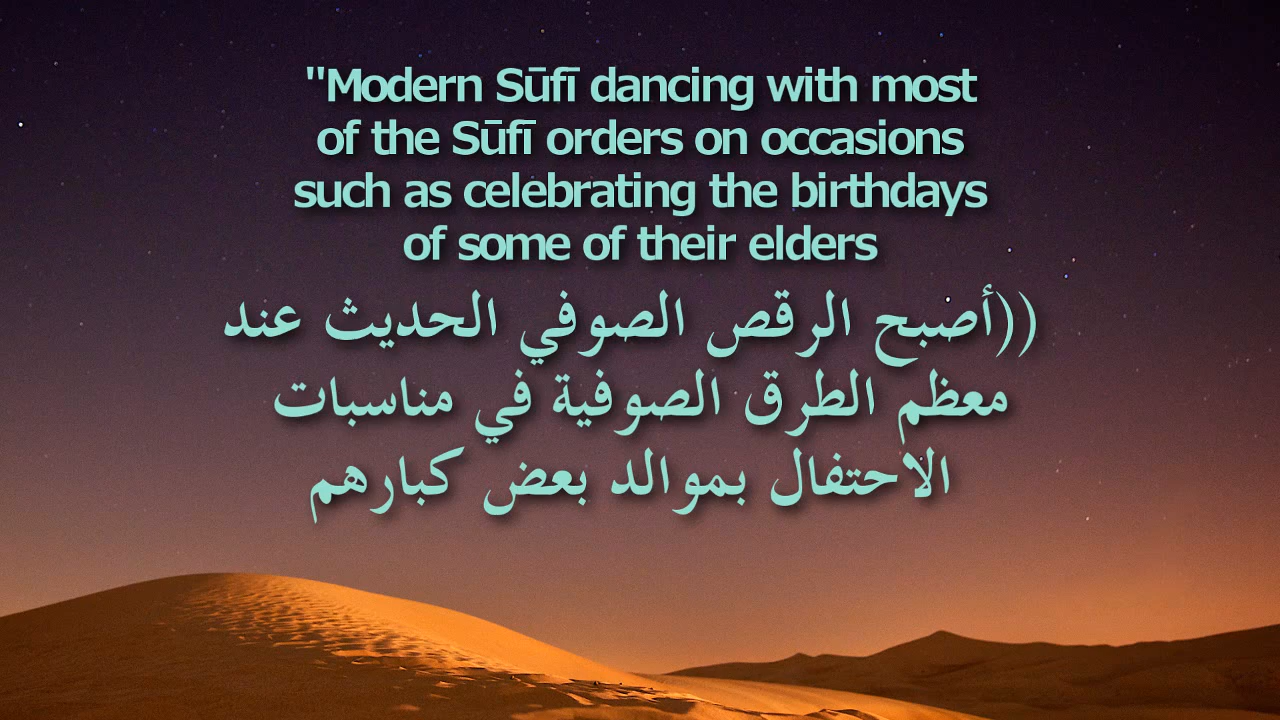 "Modern Sūfī dancing with most
of the Sūfī orders on occasions
such as celebrating the birthdays
of some of their elders
((أصبح الرقص الصوفي الحديث عند
معظم الطرق الصوفية في مناسبات
الاحتفال بموالد بعض كبارهم